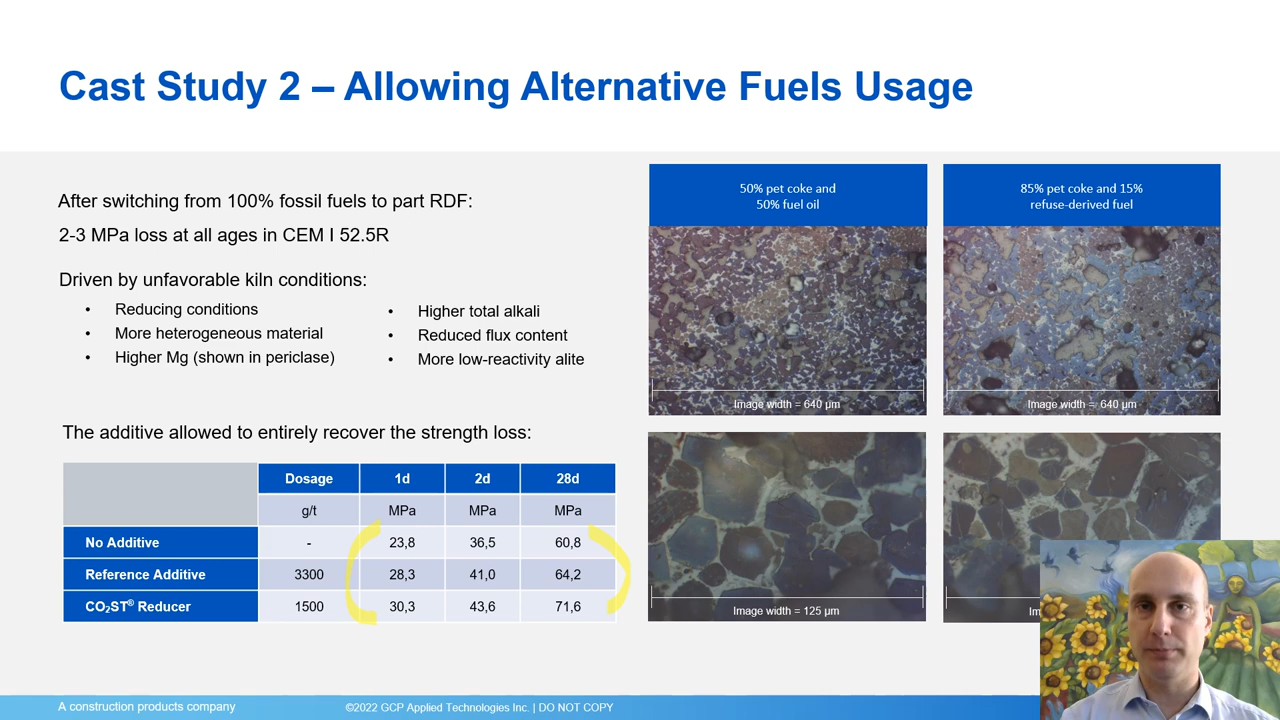 Cast Study 2 – Allowing Alternative Fuels Usage
After switching from 100% fossil fuels to part RDF:
2-3 MPa loss at all ages in CEM I 52.5R
Driven by unfavorable kiln conditions:
• Reducing conditions
• More heterogeneous material
• Higher Mg (shown in periclase)
• Higher total alkali
• Reduced flux content
• More low-reactivity alite
The additive allowed to entirely recover the strength loss:
Dosage 1d 2d 28d
g/t MPa MPa MPa
No Additive - 23,8 36,5 60,8
Reference Additive 3300 28,3 41,0 64,2
CO₂ST® Reducer 1500 30,3 43,6 71,6
50% pet coke and
50% fuel oil
85% pet coke and 15%
refuse-derived fuel
Image width = 640 μm
Image width = 640 μm
Image width = 125 μm
A construction products company
©2022 GCP Applied Technologies Inc. | DO NOT COPY